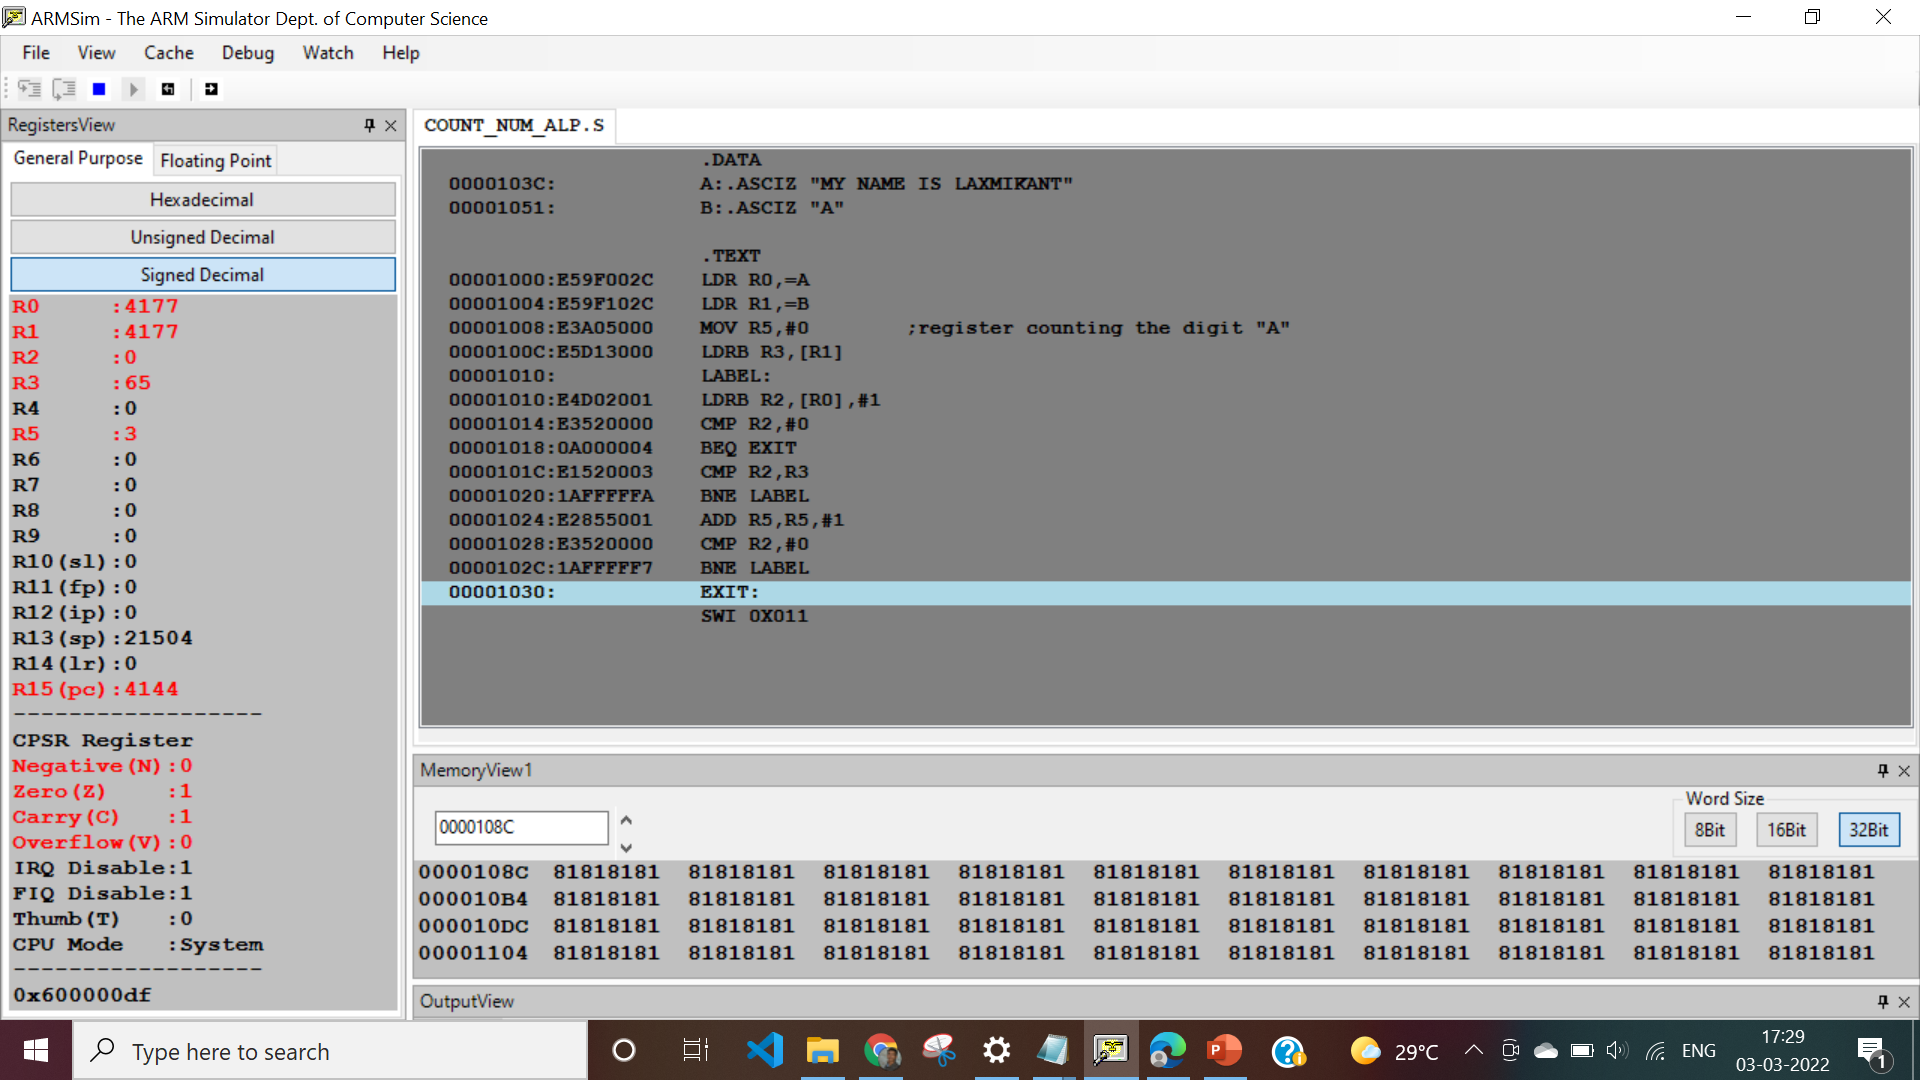 ARMSim - The ARM Simulator Dept. of Computer Science
File View Cache Debug Watch Help
RegistersView
General Purpose Floating Point
Hexadecimal
Unsigned Decimal
Signed Decimal
R0 :4177
R1 :4177
R2 :0
R3 :65
R4 :0
R5 :3
R6 :0
R7 :0
R8 :0
R9 :0
R10(sl):0
R11(fp):0
R12(ip):0
R13(sp):21504
R14(lr):0
R15(pc):4144
------------------
CPSR Register
Negative(N):0
Zero(Z) :1
Carry(C) :1
Overflow(V):0
IRQ Disable:1
FIQ Disable:1
Thumb(T) :0
CPU Mode :System
------------------
0x600000df
COUNT_NUM_ALP.S
.DATA
0000103C: A:.ASCIZ "MY NAME IS LAXMIKANT"
00001051: B:.ASCIZ "A"
.TEXT
00001000:E59F002C LDR R0,=A
00001004:E59F102C LDR R1,=B
00001008:E3A05000 MOV R5,#0 ;register counting the digit "A"
0000100C:E5D13000 LDRB R3,[R1]
00001010: LABEL:
00001010:E4D02001 LDRB R2,[R0],#1
00001014:E3520000 CMP R2,#0
00001018:0A000004 BEQ EXIT
0000101C:E1520003 CMP R2,R3
00001020:1AFFFFFA BNE LABEL
00001024:E2855001 ADD R5,R5,#1
00001028:E3520000 CMP R2,#0
0000102C:1AFFFFF7 BNE LABEL
00001030: EXIT:
SWI 0X011
MemoryView1
0000108C
Word Size
8Bit 16Bit 32Bit
0000108C 81818181 81818181 81818181 81818181 81818181 81818181 81818181 81818181 81818181 81818181
000010B4 81818181 81818181 81818181 81818181 81818181 81818181 81818181 81818181 81818181 81818181
000010DC 81818181 81818181 81818181 81818181 81818181 81818181 81818181 81818181 81818181 81818181
00001104 81818181 81818181 81818181 81818181 81818181 81818181 81818181 81818181 81818181 81818181
OutputView
Type here to search
29°C
ENG
17:29
03-03-2022
1